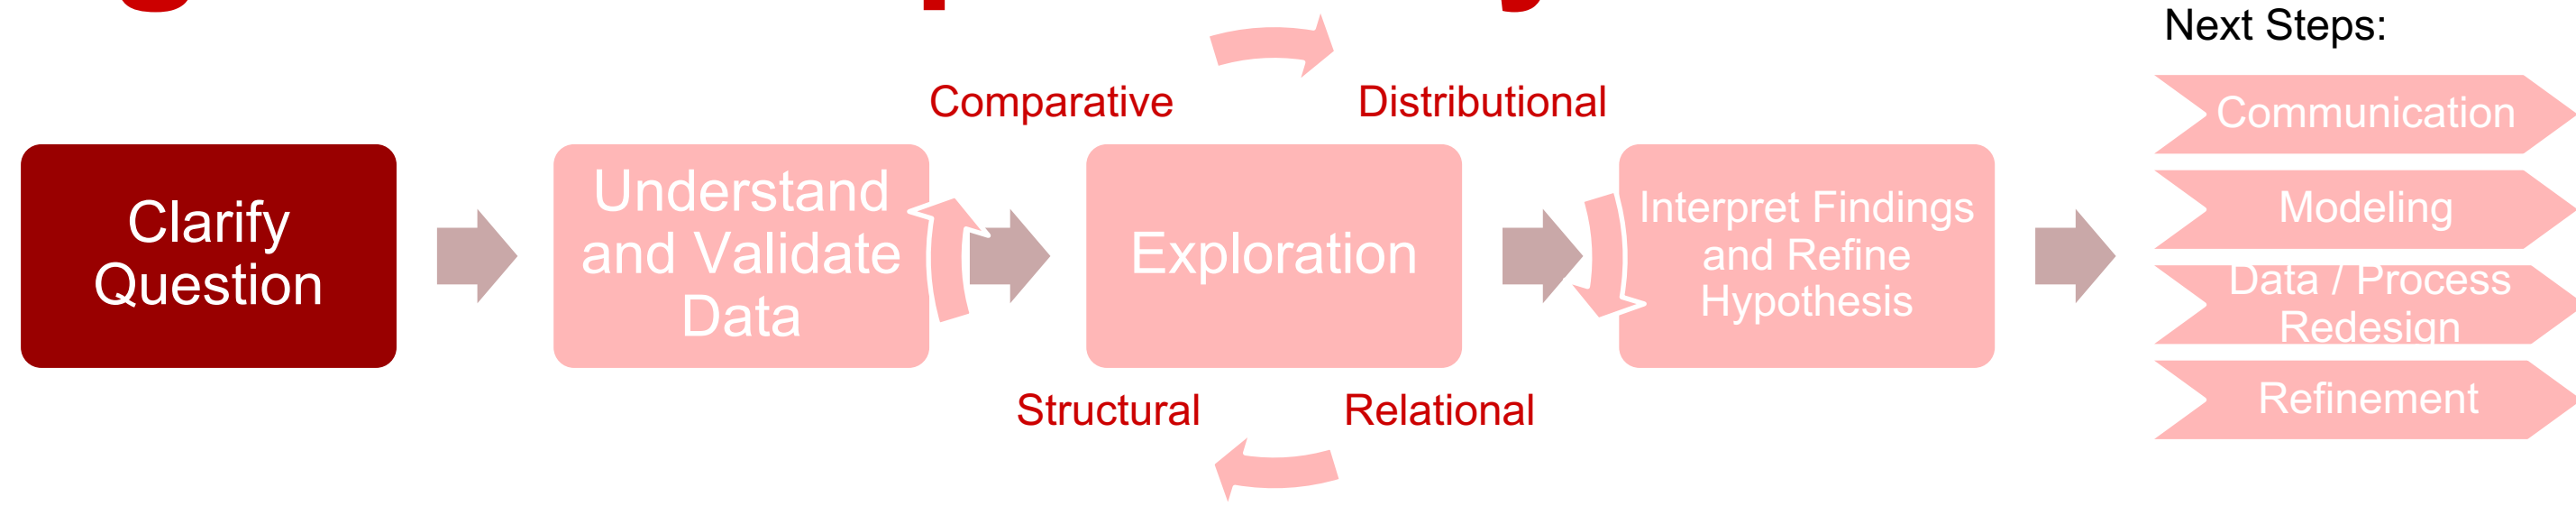 Next Steps:
Comparative
Distributional
Clarify
Question
Understand
and Validate
Data
Exploration
Interpret Findings
and Refine
Hypothesis
Structural
Relational
Communication
Modeling
Data / Process
Redesign
Refinement